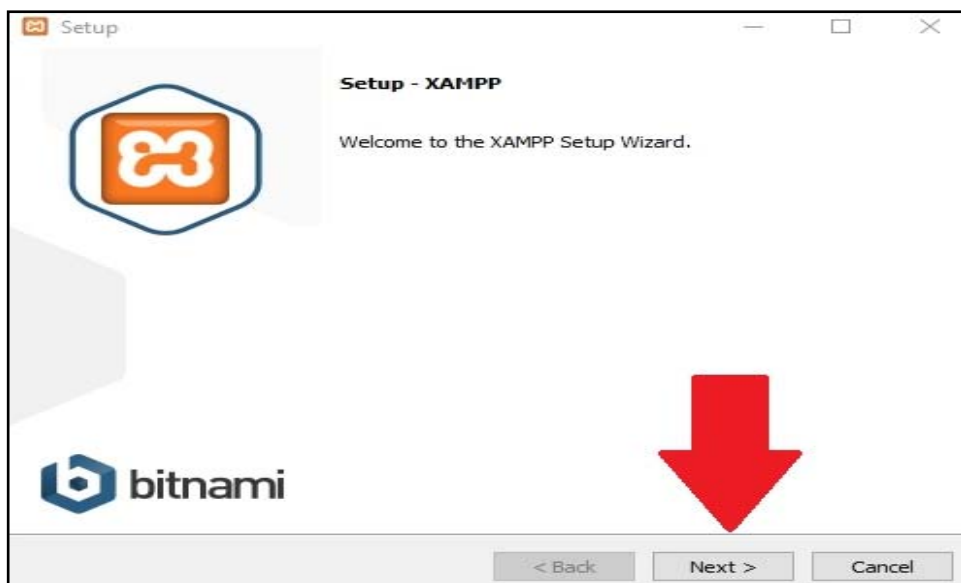 Setup
Setup - XAMPP
Welcome to the XAMPP Setup Wizard.
bitnami
< Back
Next >
Cancel